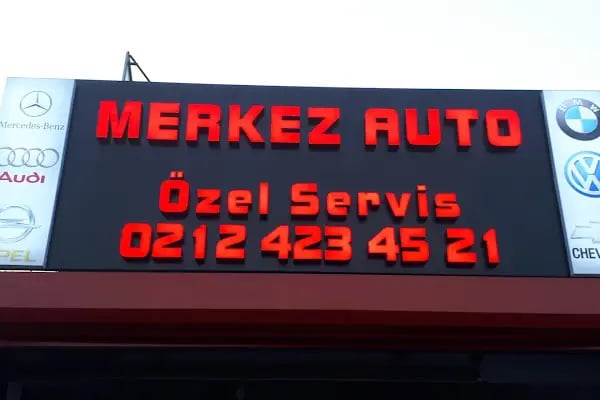 MERKEZ AUTO
Özel Servis
0212 423 45 21
Mercedes-Benz
Audi
OPEL
BMW
CHEV